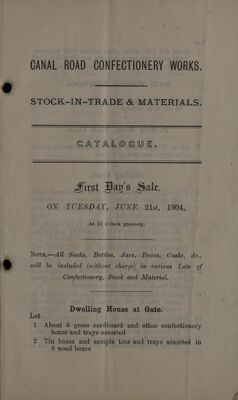 CANAL ROAD CONFECTIONERY WORKS.
STOCK-IN-TRADE & MATERIALS.
CATALOGUE.
First Day's Sale.
ON TUESDAY, JUNE 21st, 1904,
At 11 o'clock precisely.
NOTE.—All Sacks, Bottles, Jars, Boxes, Casks, &c.,
will be included (without charge) in various Lots of
Confectionery, Stock and Material.
Dwelling House at Gate.
Lot
1 About 6 gross cardboard and other confectionery
boxes and trays assorted
2 Tin boxes and sample tins and trays assorted in
8 wood boxes